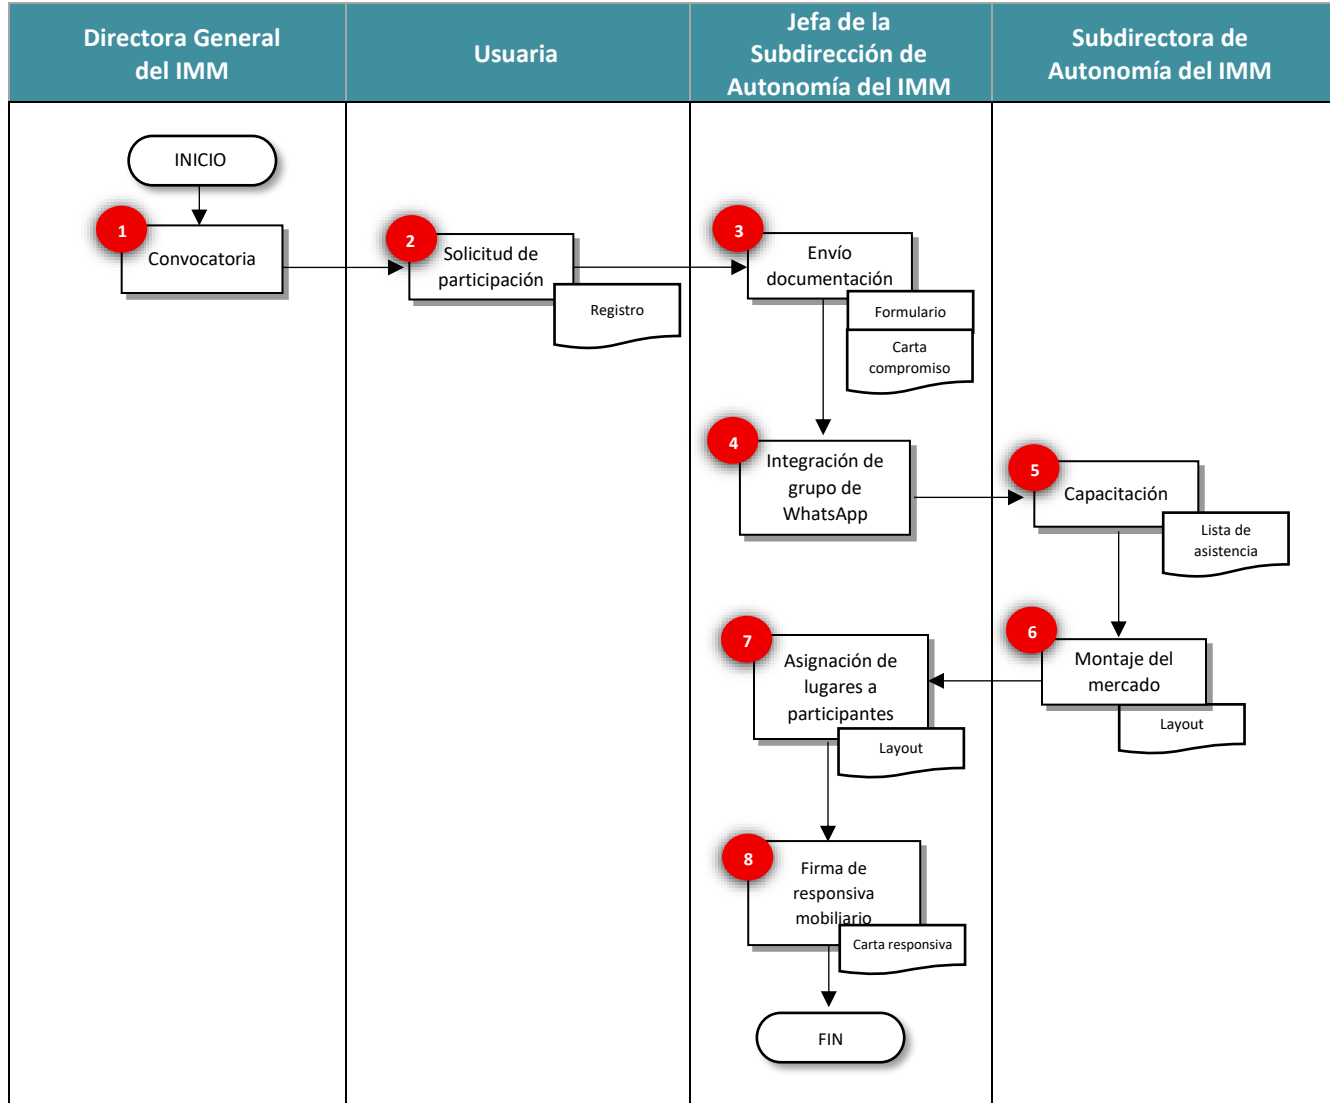 Directora General
del IMM
Usuaria
Jefa de la
Subdirección de
Autonomía del IMM
Subdirectora de
Autonomía del IMM
INICIO
1
Convocatoria
2
Solicitud de
participación
Registro
3
Envío
documentación
Formulario
Carta
compromiso
4
Integración de
grupo de
WhatsApp
5
Capacitación
Lista de
asistencia
6
Montaje del
mercado
Layout
7
Asignación de
lugares a
participantes
Layout
8
Firma de
responsiva
mobiliario
Carta responsiva
FIN